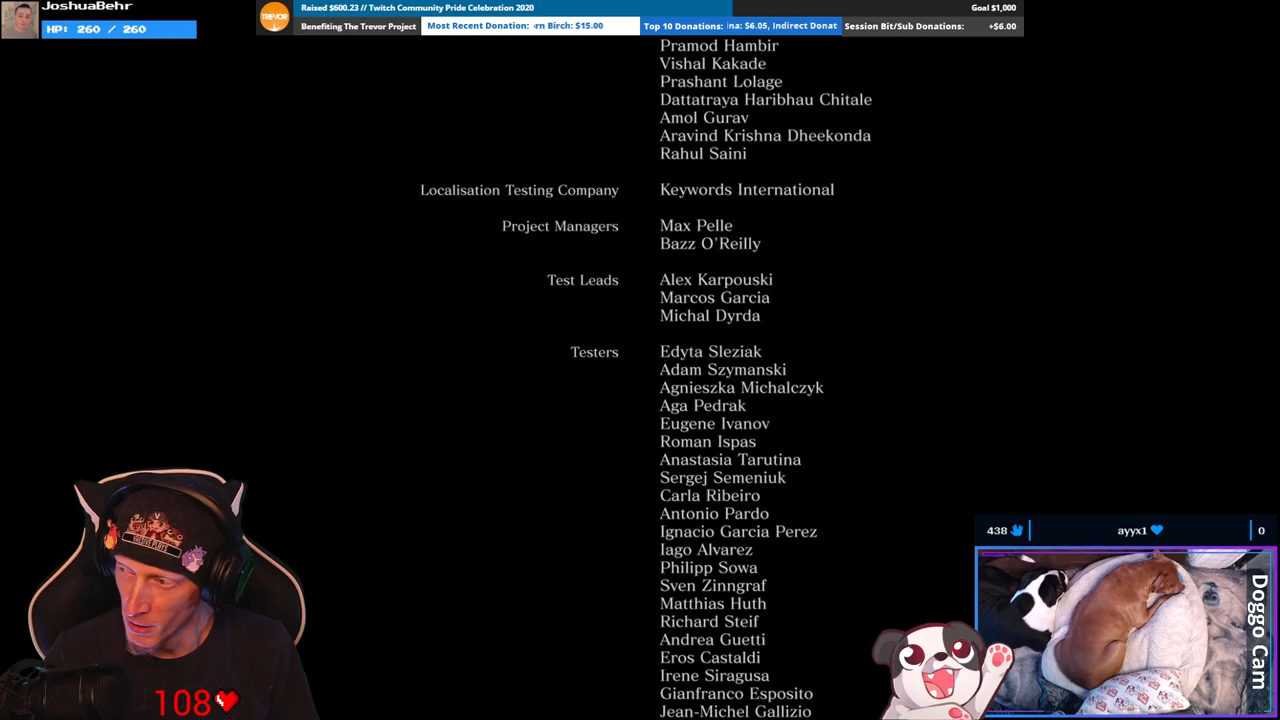 JoshuaBehr
HP: 260 / 260
TREVOR
Raised $600.23 // Twitch Community Pride Celebration 2020
Goal $1,000
Benefiting The Trevor Project
Most Recent Donation: rn Birch: $15.00
Top 10 Donations: ina: $6.05, Indirect Donat
Session Bit/Sub Donations: +$6.00
Pramod Hambir
Vishal Kakade
Prashant Lolage
Dattatraya Haribhau Chitale
Amol Gurav
Aravind Krishna Dheekonda
Rahul Saini
Localisation Testing Company Keywords International
Project Managers Max Pelle
Bazz O'Reilly
Test Leads Alex Karpouski
Marcos Garcia
Michal Dyrda
Testers Edyta Sleziak
Adam Szymanski
Agnieszka Michalczyk
Aga Pedrak
Eugene Ivanov
Roman Ispas
Anastasia Tarutina
Sergej Semeniuk
Carla Ribeiro
Antonio Pardo
Ignacio Garcia Perez
Iago Alvarez
Philipp Sowa
Sven Zinngraf
Matthias Huth
Richard Steif
Andrea Guetti
Eros Castaldi
Irene Siragusa
Gianfranco Esposito
Jean-Michel Gallizio
438
ayyx1
0
Doggo Cam
108